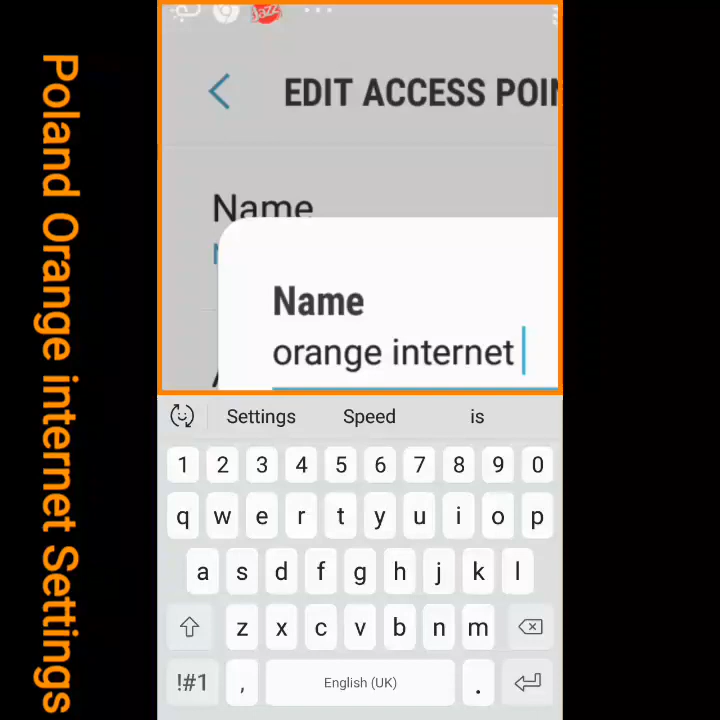 Poland Orange internet Settings
Jazz
EDIT ACCESS POIN
Name
Name
orange internet
Settings Speed is
1 2 3 4 5 6 7 8 9 0
q w e r t y u i o p
a s d f g h j k l
z x c v b n m
!#1 , English (UK) .